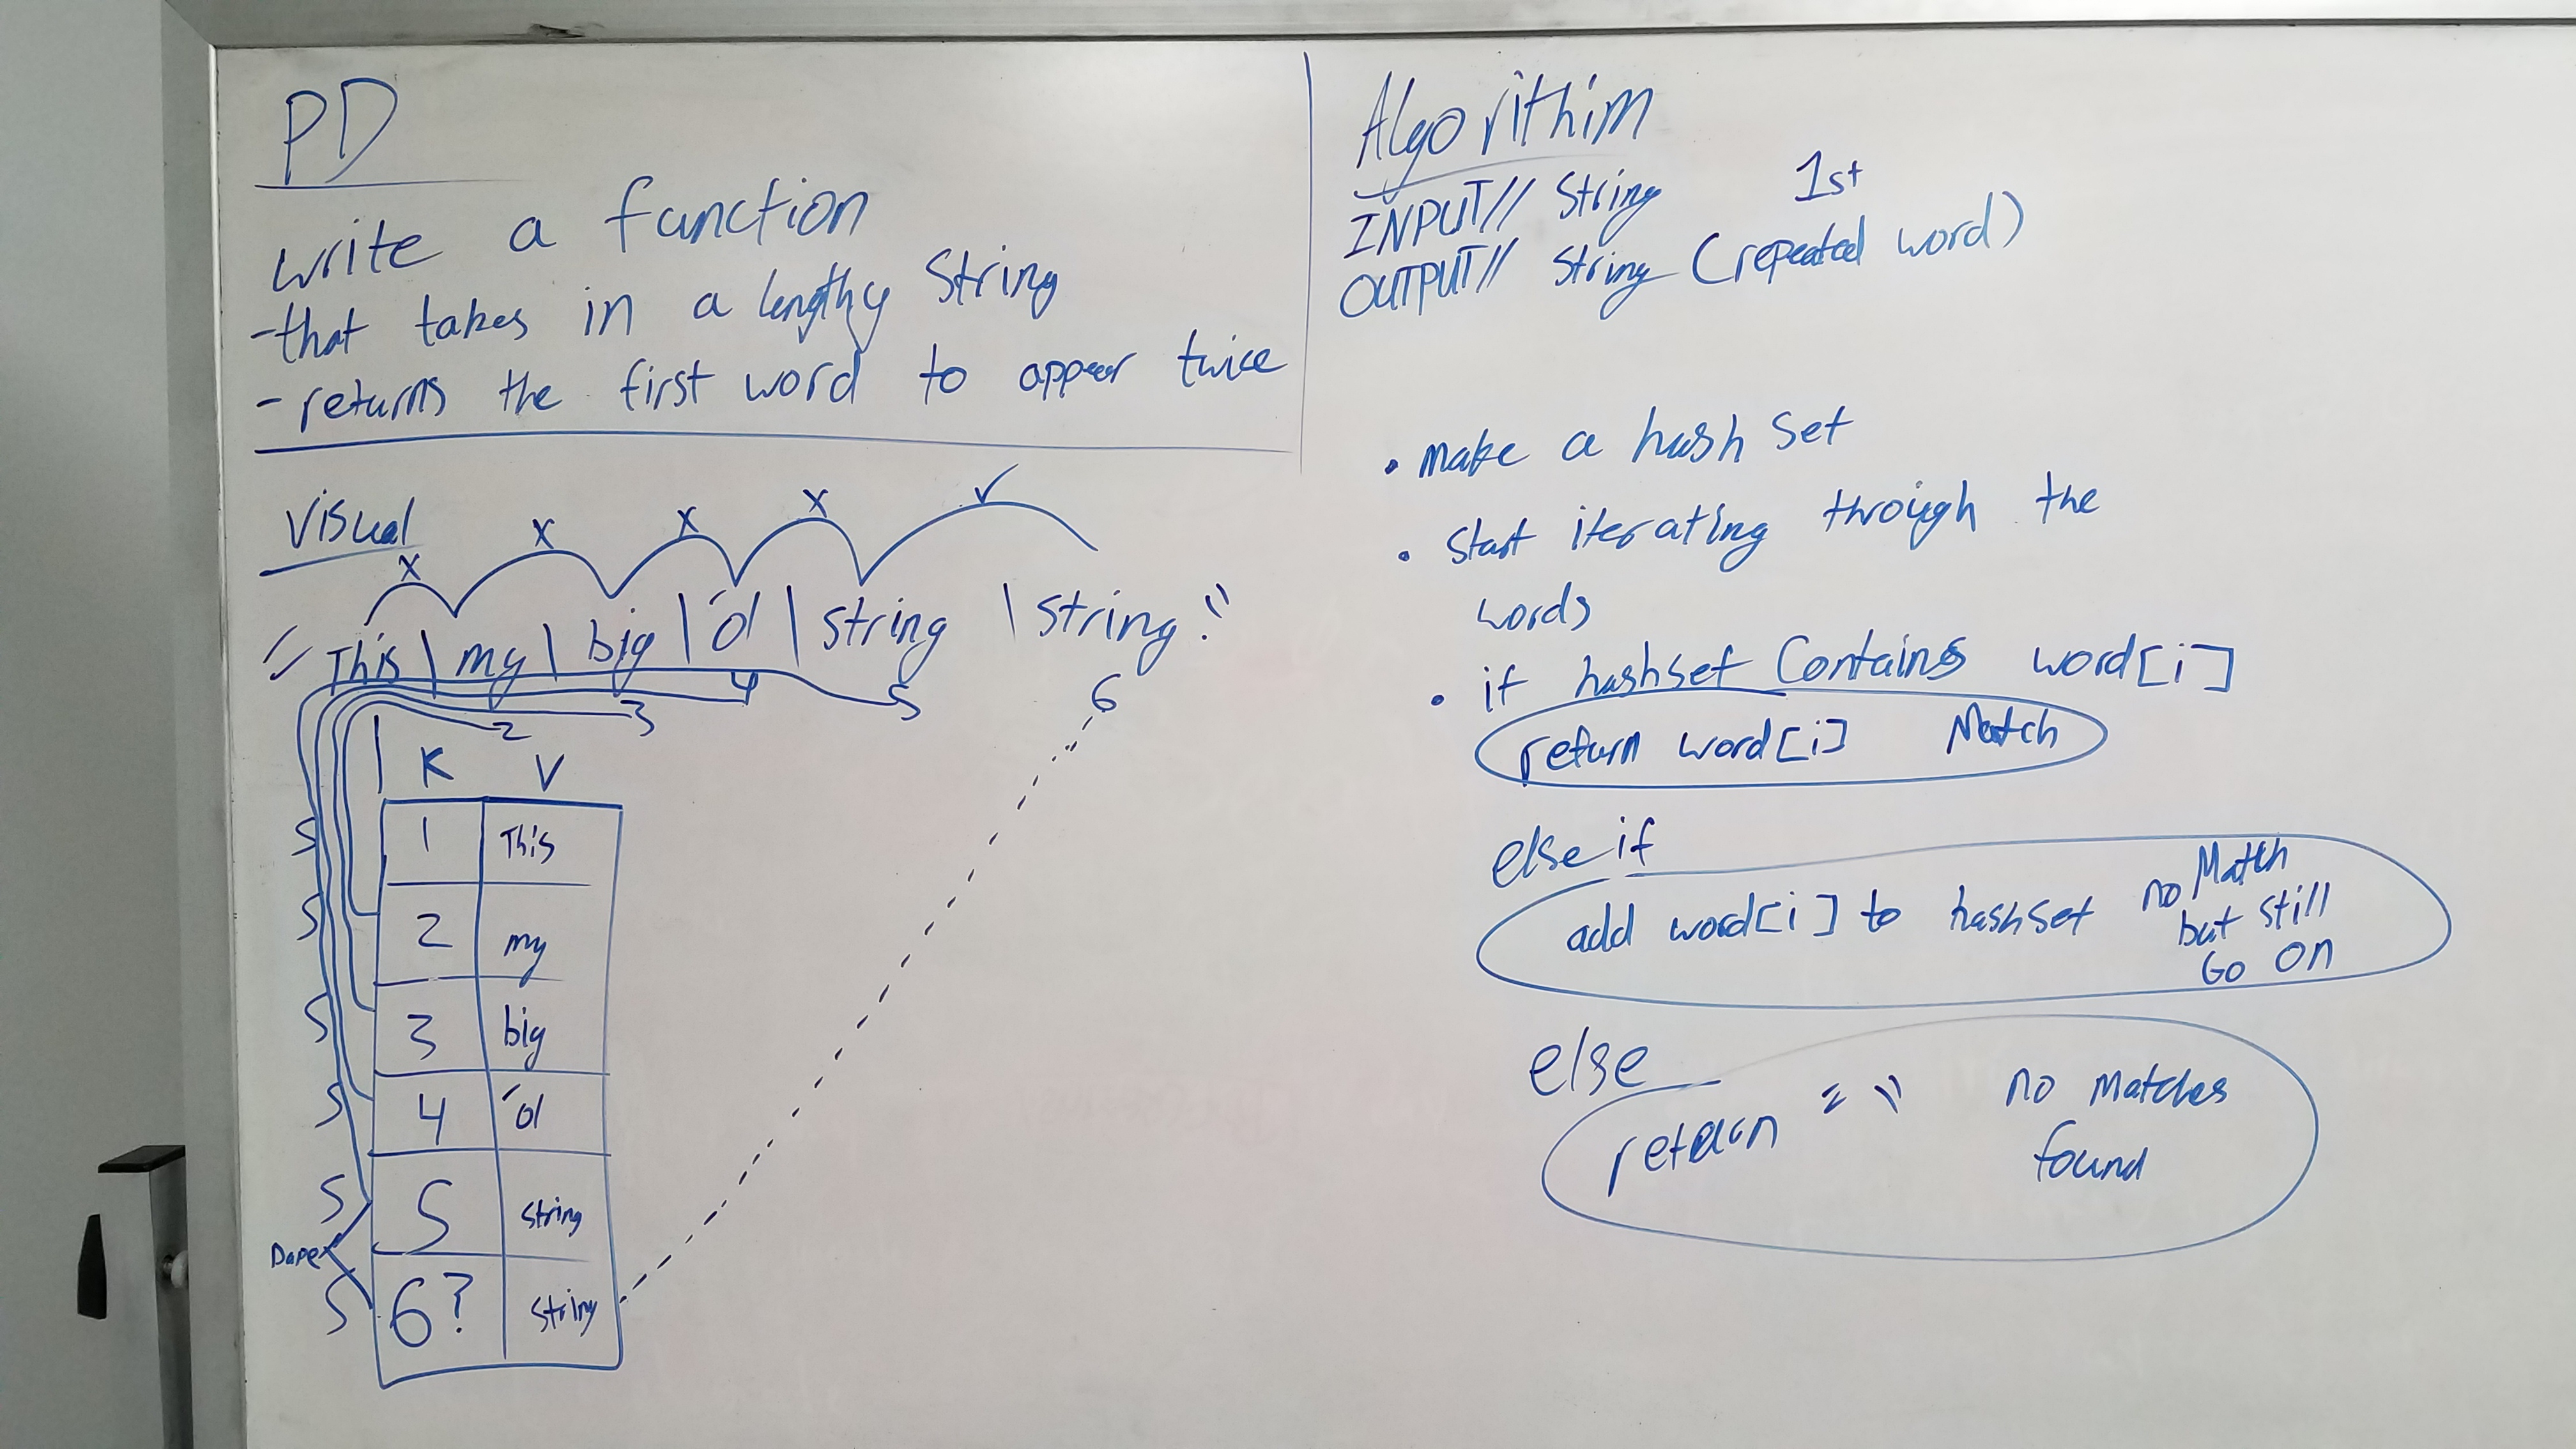 PD
write a function
-that takes in a lengthy String
- returns the first word to appear twice
Visual
x x x x ✓
"This | my | big | 'ol | string | string."
2 3 4 5 6
K V
1 This
2 my
3 big
4 'ol
5 string
6? string
Algorithim
INPUT// String
1st
OUTPUT// String (repeated word)
• make a hash set
• Start iterating through the
words
• if hashset Contains word[i]
return word[i] Match
else if
add word[i] to hashset no Match
but still
Go on
else
return " " no Matches
found